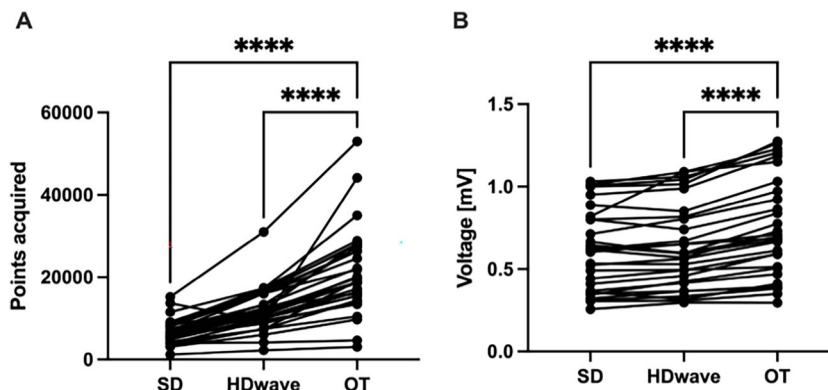 A
****
****
60000
40000
20000
0
Points acquired
SD HDwave OT
B
****
****
1.5
1.0
0.5
0.0
Voltage [mV]
SD HDwave OT